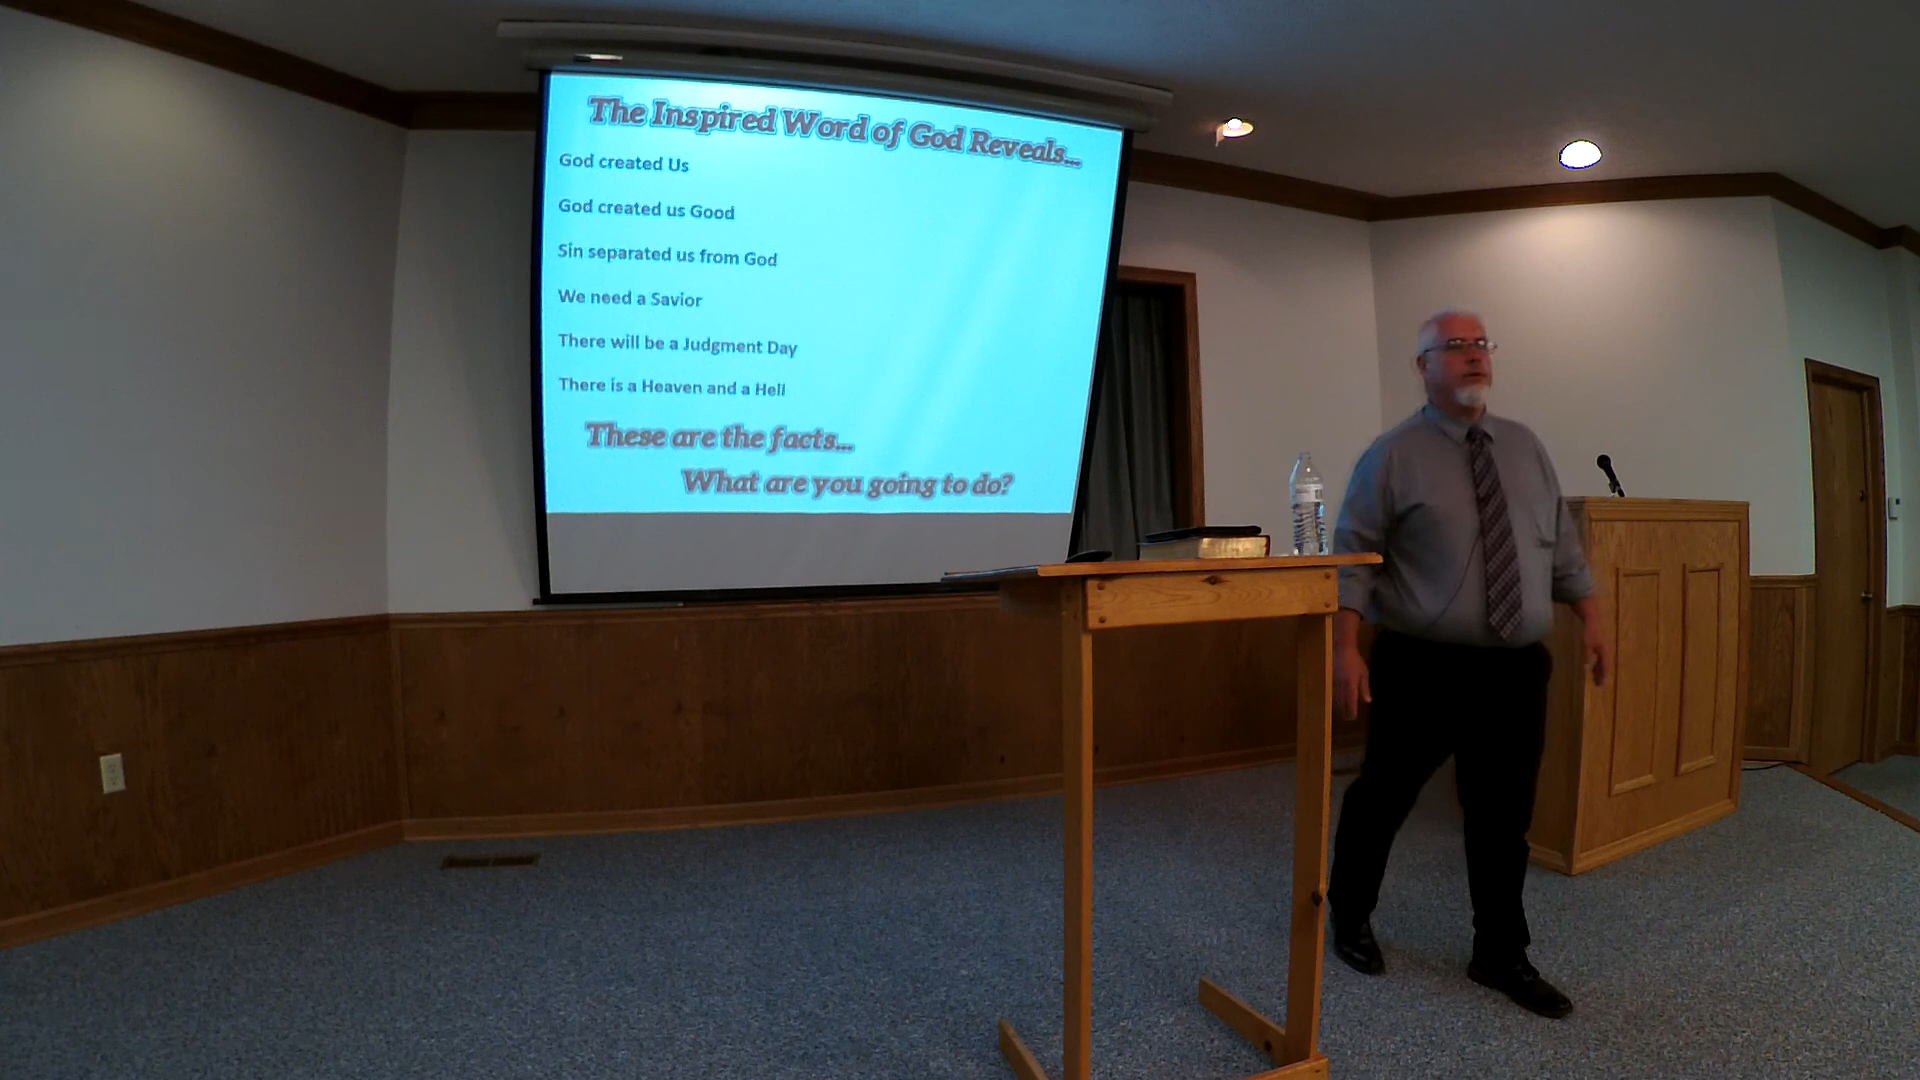 The Inspired Word of God Reveals...
God created Us
God created us Good
Sin separated us from God
We need a Savior
There will be a Judgment Day
There is a Heaven and a Hell
These are the facts...
What are you going to do?